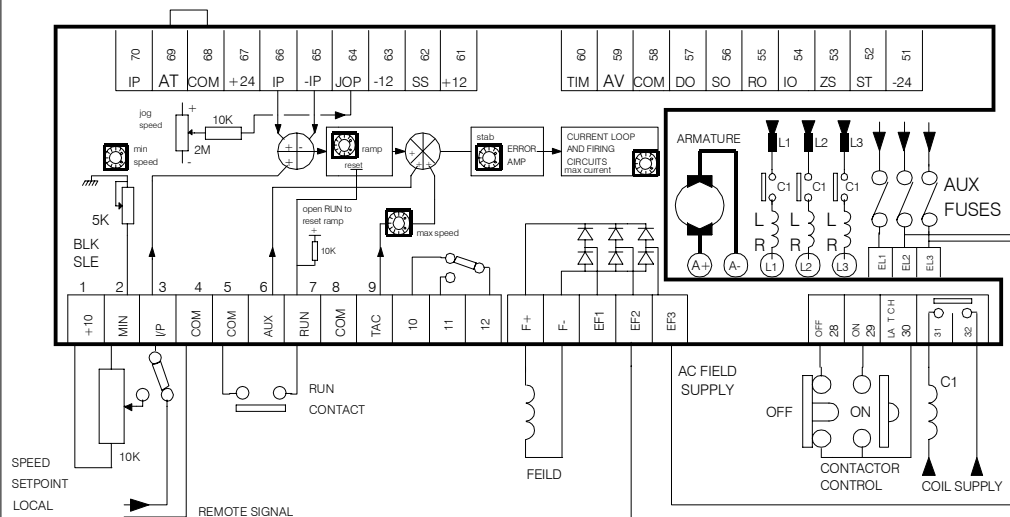 70 69 68 67 66 65 64 63 62 61
IP AT COM +24 IP -IP JOP -12 SS +12
60 59 58 57 56 55 54 53 52 51
TIM AV COM DO SO RO IO ZS ST -24
jog
speed
+
10K
2M
-
min
speed
5K
BLK
SLE
+ -
+ +
ramp
reset
open RUN to
reset ramp
+
10K
+
+ +
max speed
stab
ERROR
AMP
CURRENT LOOP
AND FIRING
CIRCUITS
max current
ARMATURE
A+ A-
L1 L2 L3
C1 C1 C1
L L L
R R R
L1 L2 L3
AUX
FUSES
EL1 EL2 EL3
1 2 3 4 5 6 7 8 9
+10 MIN I/P COM COM AUX RUN COM TAC 10 11 12
F+ F- EF1 EF2 EF3
OFF 28 ON 29 LATCH 30 31 32
RUN
CONTACT
10K
SPEED
SETPOINT
LOCAL
REMOTE SIGNAL
FEILD
AC FIELD
SUPPLY
OFF ON
CONTACTOR
CONTROL
C1
COIL SUPPLY